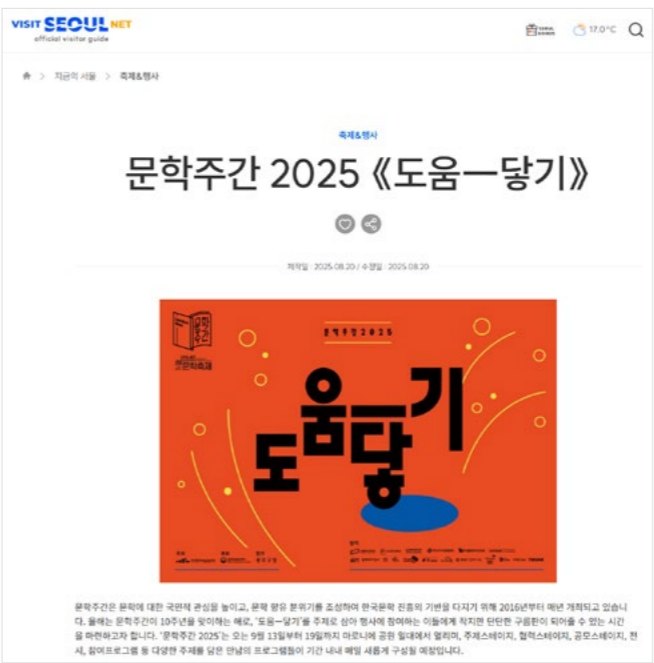 VISIT SEOUL NET
official visitor guide
17.0°C
지금의 서울 > 축제&행사
축제&행사
문학주간 2025 《도움—닿기》
제작일 : 2025.08.20 / 수정일 : 2025.08.20
문학주간2025
문학축제
도움—닿기
문학주간은 문학에 대한 국민적 관심을 높이고, 문학 향유 분위기를 조성하여 한국문학 진흥의 기반을 다지기 위해 2016년부터 매년 개최되고 있습니
다. 올해는 문학주간이 10주년을 맞이하는 해로, '도움—닿기'를 주제로 삼아 행사에 참여하는 이들에게 작지만 단단한 구름판이 되어줄 수 있는 시간
을 마련하고자 합니다. '문학주간 2025'는 오는 9월 13일부터 19일까지 마로니에 공원 일대에서 열리며, 주제스테이지, 협력스테이지, 공모스테이지, 전
시, 참여프로그램 등 다양한 주제를 담은 만남의 프로그램들이 기간 내내 매일 새롭게 구성될 예정입니다.